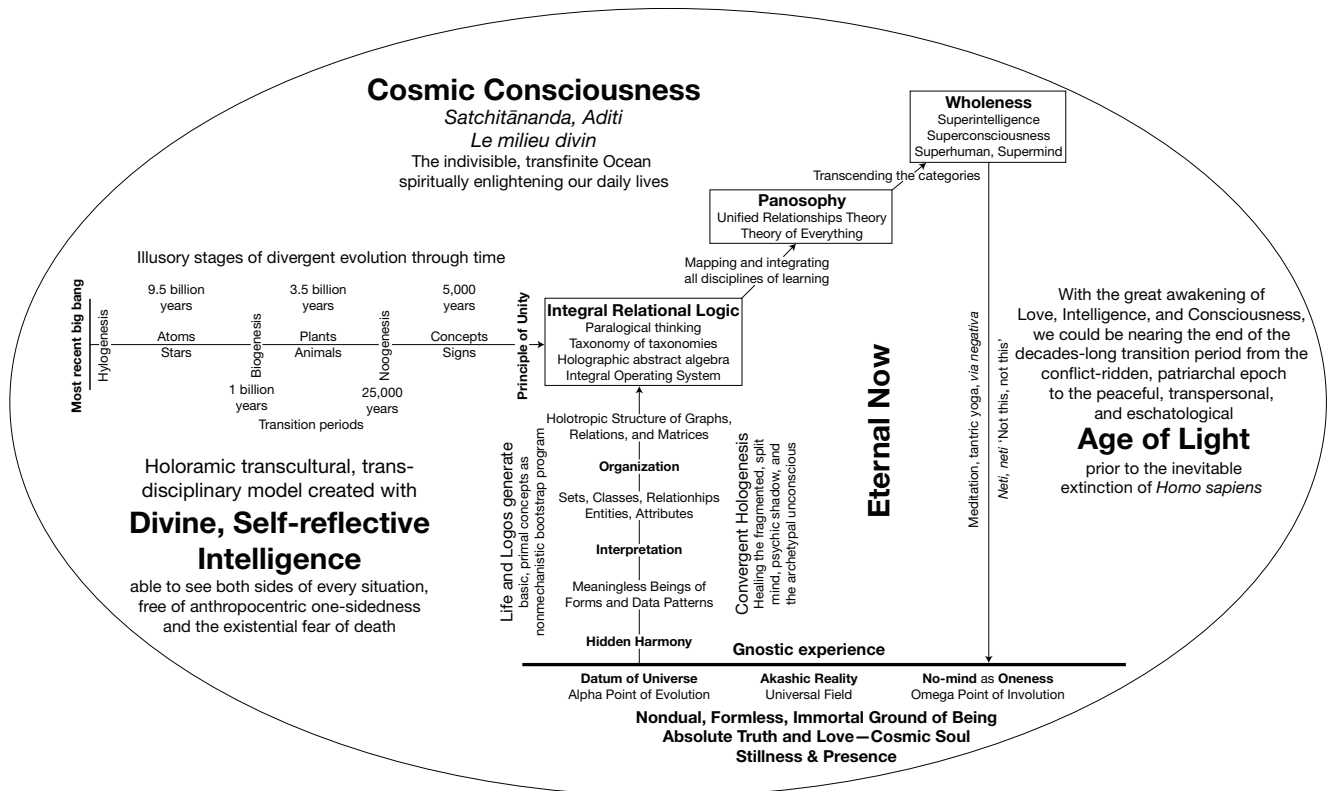 Cosmic Consciousness
Satchitānanda, Aditi
Le milieu divin
The indivisible, transfinite Ocean
spiritually enlightening our daily lives
Wholeness
Superintelligence
Superconsciousness
Superhuman, Supermind
Transcending the categories
Panosophy
Unified Relationships Theory
Theory of Everything
Mapping and integrating
all disciplines of learning
Illusory stages of divergent evolution through time
Most recent big bang
Hylogenesis
9.5 billion
years
Atoms
Stars
Biogenesis
1 billion
years
3.5 billion
years
Plants
Animals
Noogenesis
25,000
years
Transition periods
5,000
years
Concepts
Signs
Principle of Unity
Integral Relational Logic
Paralogical thinking
Taxonomy of taxonomies
Holographic abstract algebra
Integral Operating System
Holotropic Structure of Graphs,
Relations, and Matrices
Organization
Sets, Classes, Relationhips
Entities, Attributes
Interpretation
Meaningless Beings of
Forms and Data Patterns
Hidden Harmony
Life and Logos generate
basic, primal concepts as
nonmechanistic bootstrap program
Convergent Hologenesis
Healing the fragmented, split
mind, psychic shadow, and
the archetypal unconscious
Eternal Now
Meditation, tantric yoga, via negativa
Neti, neti 'Not this, not this'
With the great awakening of
Love, Intelligence, and Consciousness,
we could be nearing the end of the
decades-long transition period from the
conflict-ridden, patriarchal epoch
to the peaceful, transpersonal,
and eschatological
Age of Light
prior to the inevitable
extinction of Homo sapiens
Holoramic transcultural, trans-
disciplinary model created with
Divine, Self-reflective
Intelligence
able to see both sides of every situation,
free of anthropocentric one-sidedness
and the existential fear of death
Gnostic experience
Datum of Universe
Alpha Point of Evolution
Akashic Reality
Universal Field
No-mind as Oneness
Omega Point of Involution
Nondual, Formless, Immortal Ground of Being
Absolute Truth and Love—Cosmic Soul
Stillness & Presence